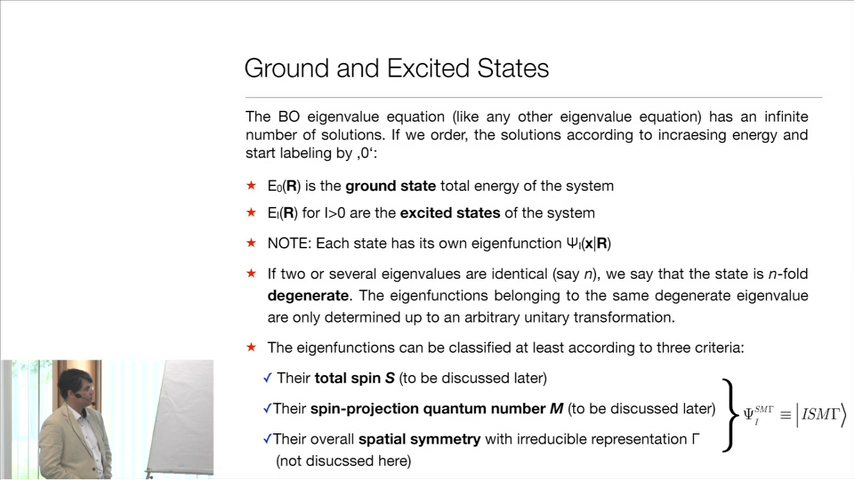 Ground and Excited States
The BO eigenvalue equation (like any other eigenvalue equation) has an infinite
number of solutions. If we order, the solutions according to incraesing energy and
start labeling by ‚0‘:
★ E₀(R) is the ground state total energy of the system
★ Eᵢ(R) for I>0 are the excited states of the system
★ NOTE: Each state has its own eigenfunction Ψᵢ(x|R)
★ If two or several eigenvalues are identical (say n), we say that the state is n-fold
degenerate. The eigenfunctions belonging to the same degenerate eigenvalue
are only determined up to an arbitrary unitary transformation.
★ The eigenfunctions can be classified at least according to three criteria:
✓ Their total spin S (to be discussed later)
✓Their spin-projection quantum number M (to be discussed later)
✓Their overall spatial symmetry with irreducible representation Γ
(not disucssed here)
Ψ_I^{SMΓ} ≡ |ISMΓ⟩